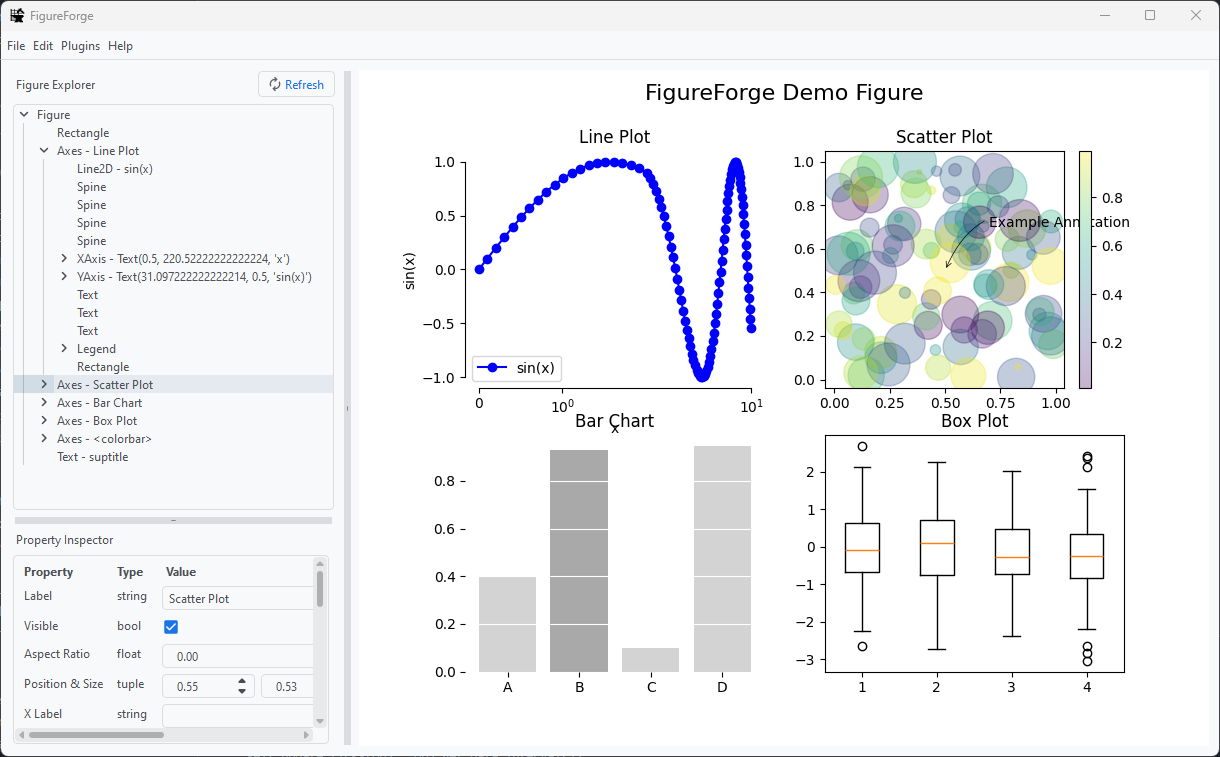 FigureForge
File Edit Plugins Help
Figure Explorer
Refresh
Figure
Rectangle
Axes - Line Plot
Line2D - sin(x)
Spine
Spine
Spine
Spine
XAxis - Text(0.5, 220.52222222222224, 'x')
YAxis - Text(31.097222222222214, 0.5, 'sin(x)')
Text
Text
Text
Legend
Rectangle
Axes - Scatter Plot
Axes - Bar Chart
Axes - Box Plot
Axes - <colorbar>
Text - suptitle
Property Inspector
Property Type Value
Label string Scatter Plot
Visible bool
Aspect Ratio float 0.00
Position & Size tuple 0.55 0.53
X Label string
FigureForge Demo Figure
Line Plot
1.0
0.5
0.0
−0.5
−1.0
sin(x)
sin(x)
0 10⁰ 10¹
x
Scatter Plot
1.0
0.8
0.6
0.4
0.2
0.0
Example Annotation
0.00 0.25 0.50 0.75 1.00
0.8
0.6
0.4
0.2
Bar Chart
0.8
0.6
0.4
0.2
0.0
A B C D
Box Plot
2
1
0
−1
−2
−3
1 2 3 4